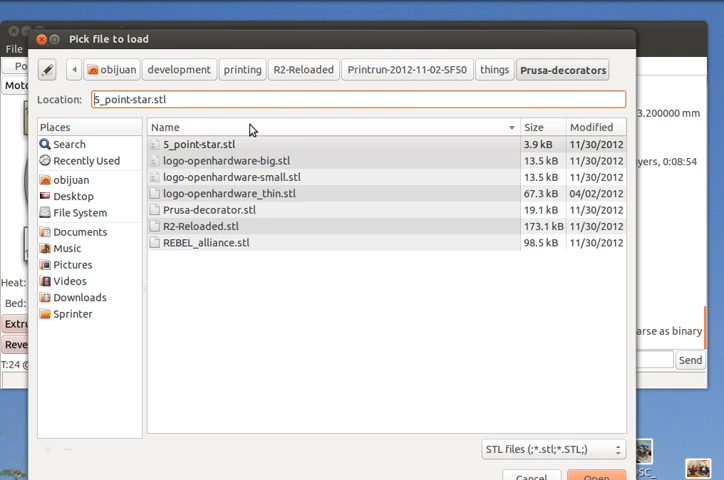 Pick file to load
File
Po
Moto
obijuan
development
printing
R2-Reloaded
Printrun-2012-11-02-SF50
things
Prusa-decorators
Location:
5_point-star.stl
3.200000 mm
Places
Name
Size
Modified
Search
5_point-star.stl
3.9 kB
11/30/2012
Recently Used
logo-openhardware-big.stl
13.5 kB
11/30/2012
ayers, 0:08:54
logo-openhardware-small.stl
13.5 kB
11/30/2012
obijuan
logo-openhardware_thin.stl
67.3 kB
04/02/2012
Desktop
Prusa-decorator.stl
19.1 kB
11/30/2012
File System
R2-Reloaded.stl
173.1 kB
11/30/2012
Documents
REBEL_alliance.stl
98.5 kB
11/30/2012
Music
Pictures
Videos
Downloads
Sprinter
Heat:
Bed:
Extru
Reve
T:24 @
arse as binary
Send
STL files (;*.stl;*.STL;)
Cancel
Open